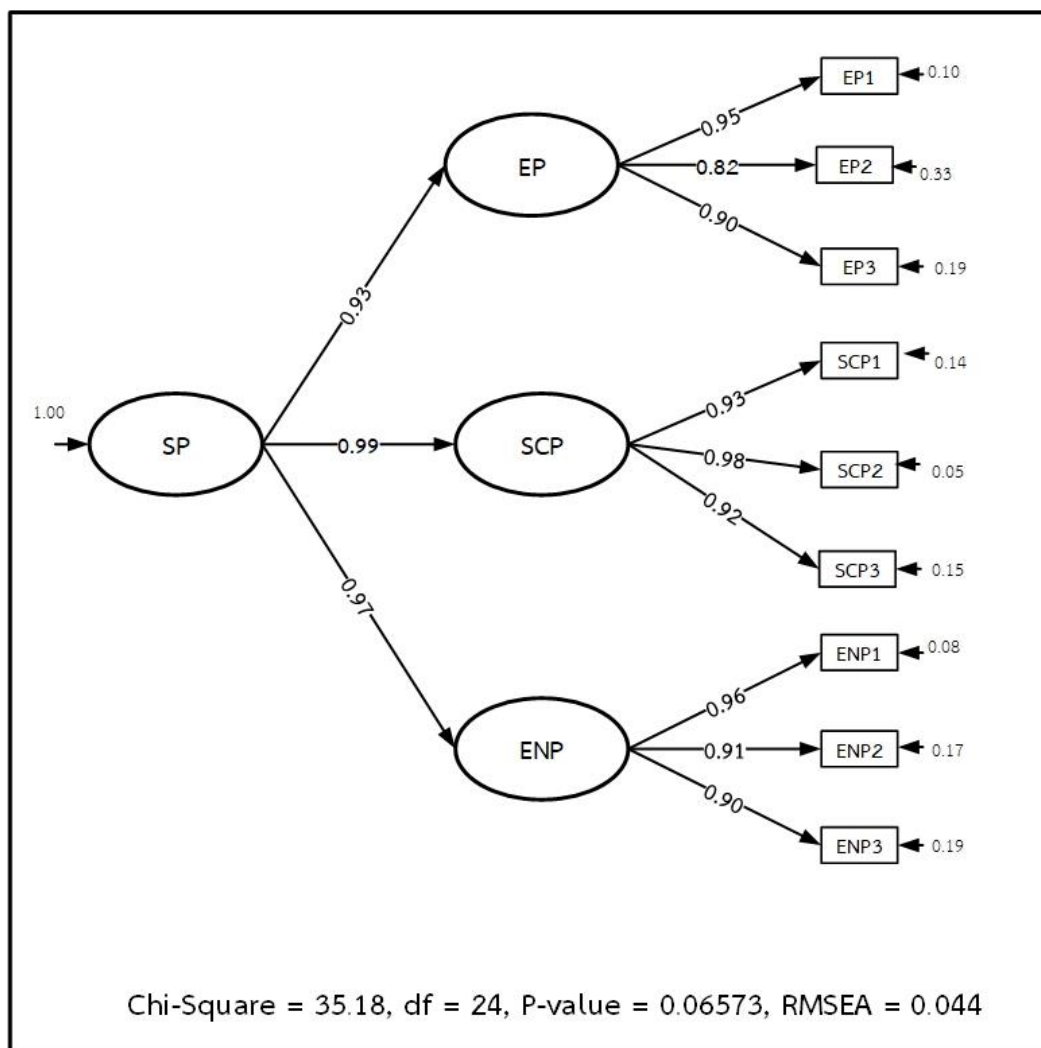 EP1
0.10
0.95
EP
0.82
EP2
0.33
0.90
EP3
0.19
0.93
SCP1
0.14
1.00
SP
0.99
SCP
0.93
0.98
SCP2
0.05
0.92
SCP3
0.15
0.97
ENP1
0.08
0.96
ENP
0.91
ENP2
0.17
0.90
ENP3
0.19
Chi-Square = 35.18, df = 24, P-value = 0.06573, RMSEA = 0.044